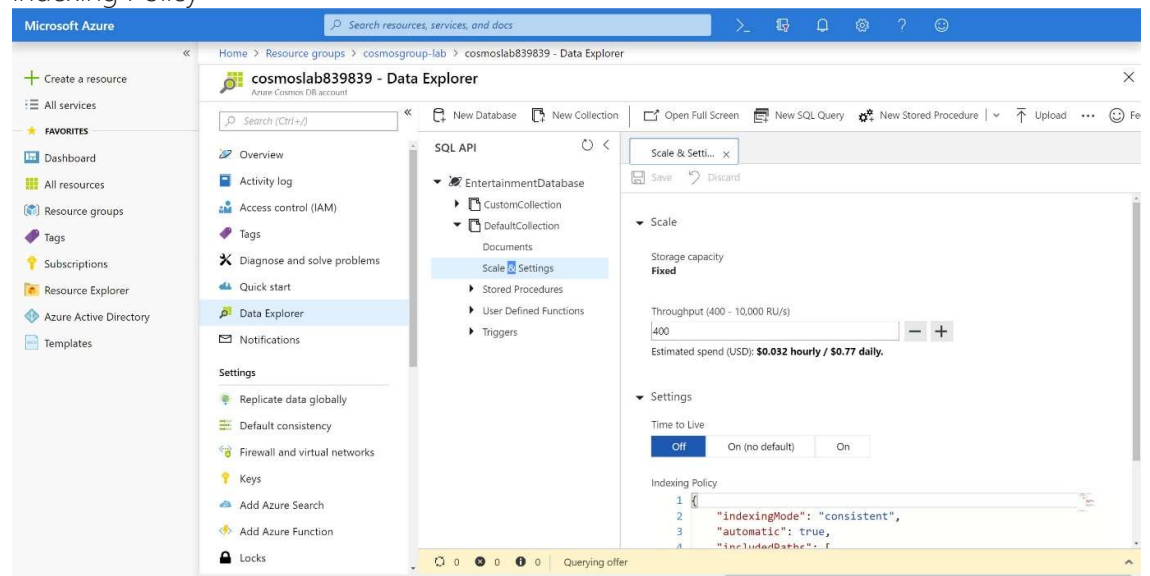 Indexing Policy
Microsoft Azure
Search resources, services, and docs
Home > Resource groups > cosmosgroup-lab > cosmoslab839839 - Data Explorer
Create a resource
All services
FAVORITES
Dashboard
All resources
Resource groups
Tags
Subscriptions
Resource Explorer
Azure Active Directory
Templates
cosmoslab839839 - Data Explorer
Azure Cosmos DB account
Search (Ctrl+/)
Overview
Activity log
Access control (IAM)
Tags
Diagnose and solve problems
Quick start
Data Explorer
Notifications
Settings
Replicate data globally
Default consistency
Firewall and virtual networks
Keys
Add Azure Search
Add Azure Function
Locks
New Database New Collection Open Full Screen New SQL Query New Stored Procedure Upload ... Fe
SQL API
EntertainmentDatabase
CustomCollection
DefaultCollection
Documents
Scale & Settings
Stored Procedures
User Defined Functions
Triggers
Scale & Setti... x
Save Discard
Scale
Storage capacity
Fixed
Throughput (400 - 10,000 RU/s)
400
Estimated spend (USD): $0.032 hourly / $0.77 daily.
Settings
Time to Live
Off On (no default) On
Indexing Policy
1 {
2 "indexingMode": "consistent",
3 "automatic": true,
4 "includedPaths": [
0 0 0 Querying offer